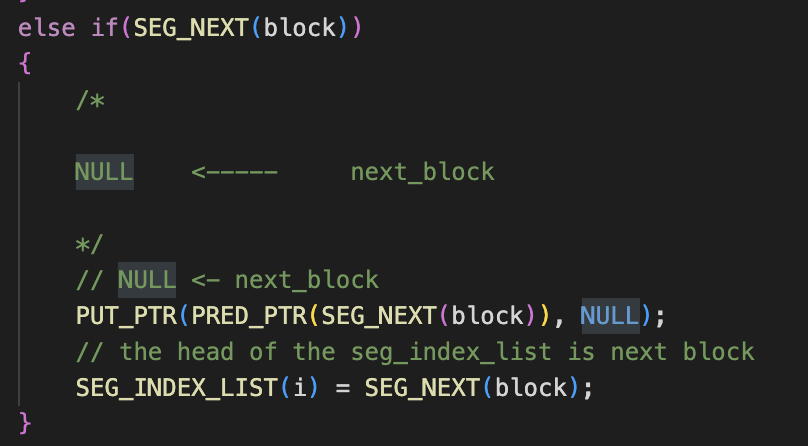 else if(SEG_NEXT(block))
{
/*
NULL    <-----     next_block
*/
// NULL <- next_block
PUT_PTR(PRED_PTR(SEG_NEXT(block)), NULL);
// the head of the seg_index_list is next block
SEG_INDEX_LIST(i) = SEG_NEXT(block);
}